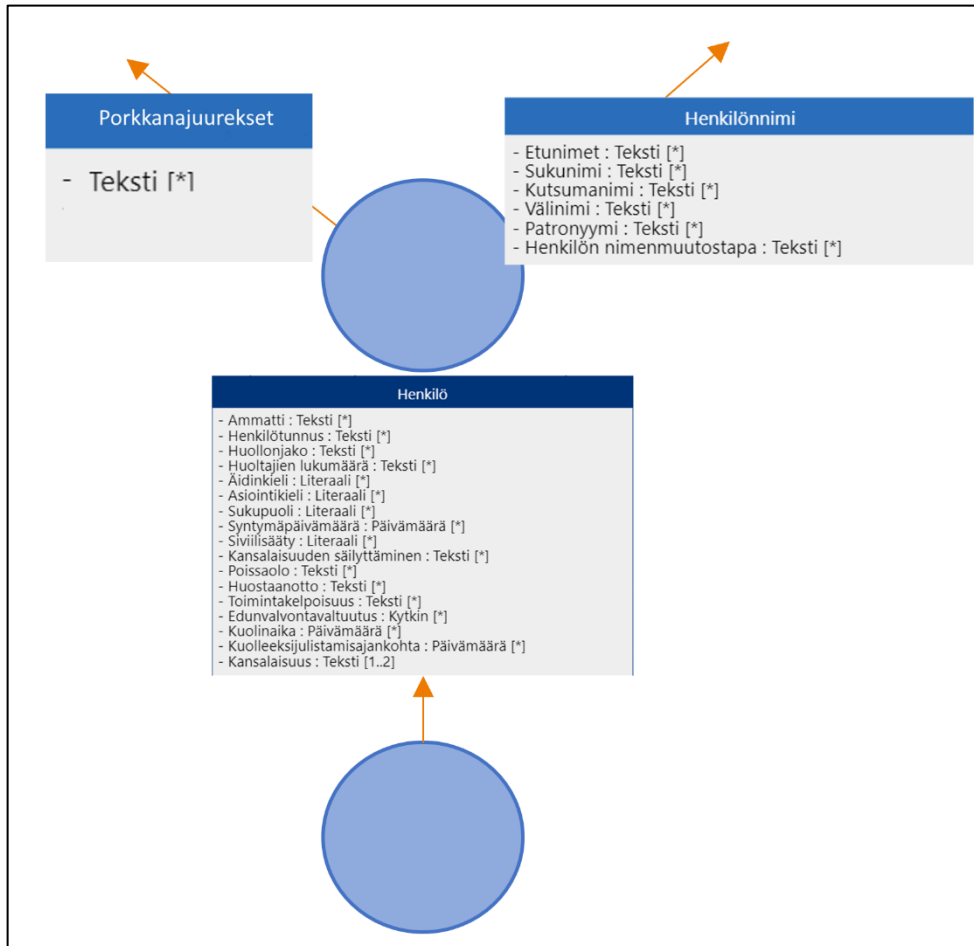 Porkkanajuurekset
- Teksti [*]
Henkilönnimi
- Etunimet : Teksti [*]
- Sukunimi : Teksti [*]
- Kutsumanimi : Teksti [*]
- Välinimi : Teksti [*]
- Patronyymi : Teksti [*]
- Henkilön nimenmuutostapa : Teksti [*]
Henkilö
- Ammatti : Teksti [*]
- Henkilötunnus : Teksti [*]
- Huollonjako : Teksti [*]
- Huoltajien lukumäärä : Teksti [*]
- Äidinkieli : Literaali [*]
- Asiointikieli : Literaali [*]
- Sukupuoli : Literaali [*]
- Syntymäpäivämäärä : Päivämäärä [*]
- Siviilisääty : Literaali [*]
- Kansalaisuuden säilyttäminen : Teksti [*]
- Poissaolo : Teksti [*]
- Huostaanotto : Teksti [*]
- Toimintakelpoisuus : Teksti [*]
- Edunvalvontavaltuutus : Kytkin [*]
- Kuolinaika : Päivämäärä [*]
- Kuolleeksijulistamisajankohta : Päivämäärä [*]
- Kansalaisuus : Teksti [1..2]